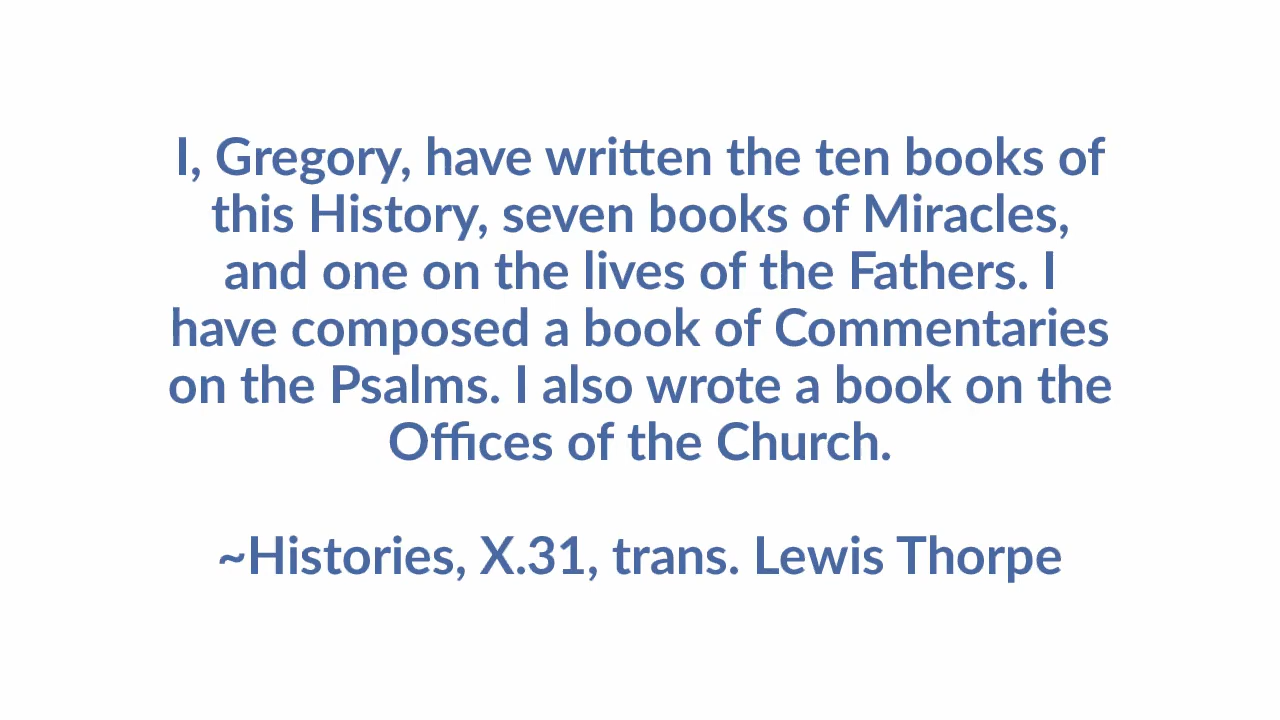 I, Gregory, have written the ten books of
this History, seven books of Miracles,
and one on the lives of the Fathers. I
have composed a book of Commentaries
on the Psalms. I also wrote a book on the
Offices of the Church.
~Histories, X.31, trans. Lewis Thorpe